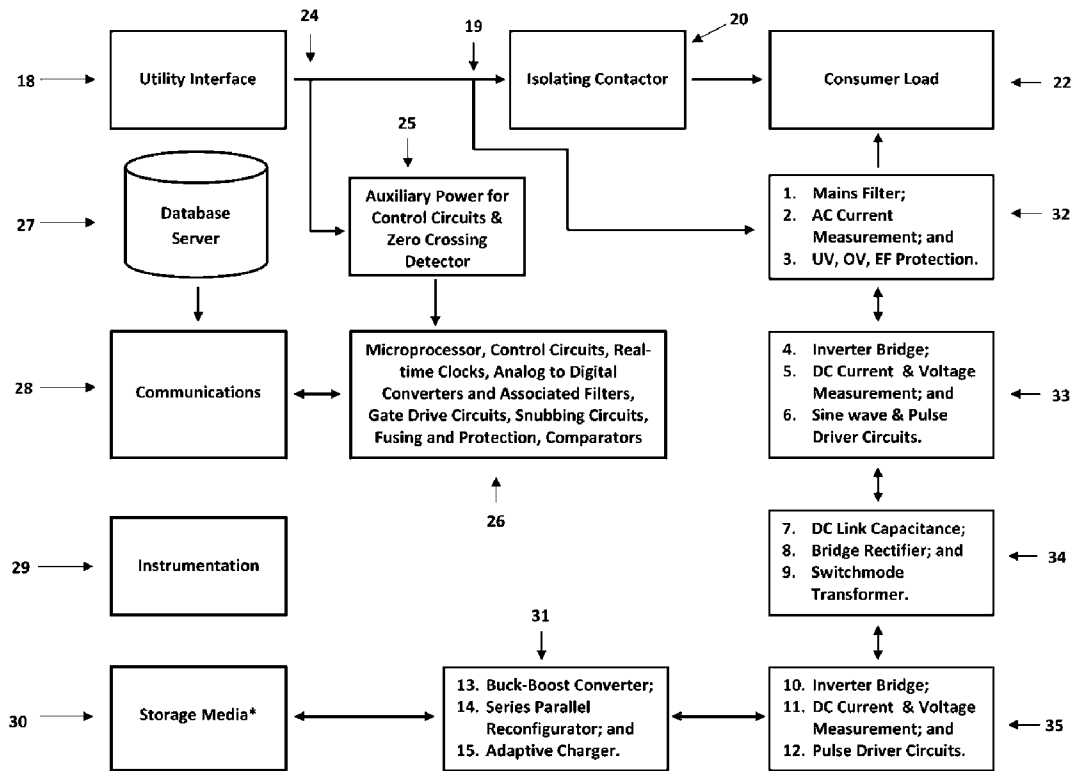 24
19
20
18
Utility Interface
Isolating Contactor
Consumer Load
22
25
27
Database
Server
Auxiliary Power for
Control Circuits &
Zero Crossing
Detector
1. Mains Filter;
2. AC Current
Measurement; and
3. UV, OV, EF Protection.
32
28
Communications
Microprocessor, Control Circuits, Real-
time Clocks, Analog to Digital
Converters and Associated Filters,
Gate Drive Circuits, Snubbing Circuits,
Fusing and Protection, Comparators
4. Inverter Bridge;
5. DC Current & Voltage
Measurement; and
6. Sine wave & Pulse
Driver Circuits.
33
26
29
Instrumentation
7. DC Link Capacitance;
8. Bridge Rectifier; and
9. Switchmode
Transformer.
34
31
30
Storage Media*
13. Buck-Boost Converter;
14. Series Parallel
Reconfigurator; and
15. Adaptive Charger.
10. Inverter Bridge;
11. DC Current & Voltage
Measurement; and
12. Pulse Driver Circuits.
35